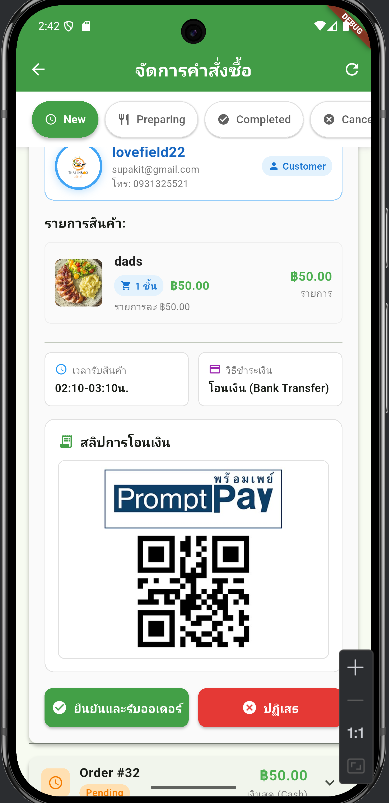 2:42
DEBUG
จัดการคำสั่งซื้อ
New
Preparing
Completed
Cance
lovefield22
supakit@gmail.com
โทร: 0931325521
Customer
รายการสินค้า:
dads
1 ชิ้น ฿50.00
รายการละ ฿50.00
฿50.00
รายการ
เวลารับสินค้า
02:10-03:10น.
วิธีชำระเงิน
โอนเงิน (Bank Transfer)
สลิปการโอนเงิน
พร้อมเพย์
PromptPay
ยืนยันและรับออเดอร์
ปฏิเสธ
1:1
Order #32
Pending
฿50.00
เงินสด (Cash)